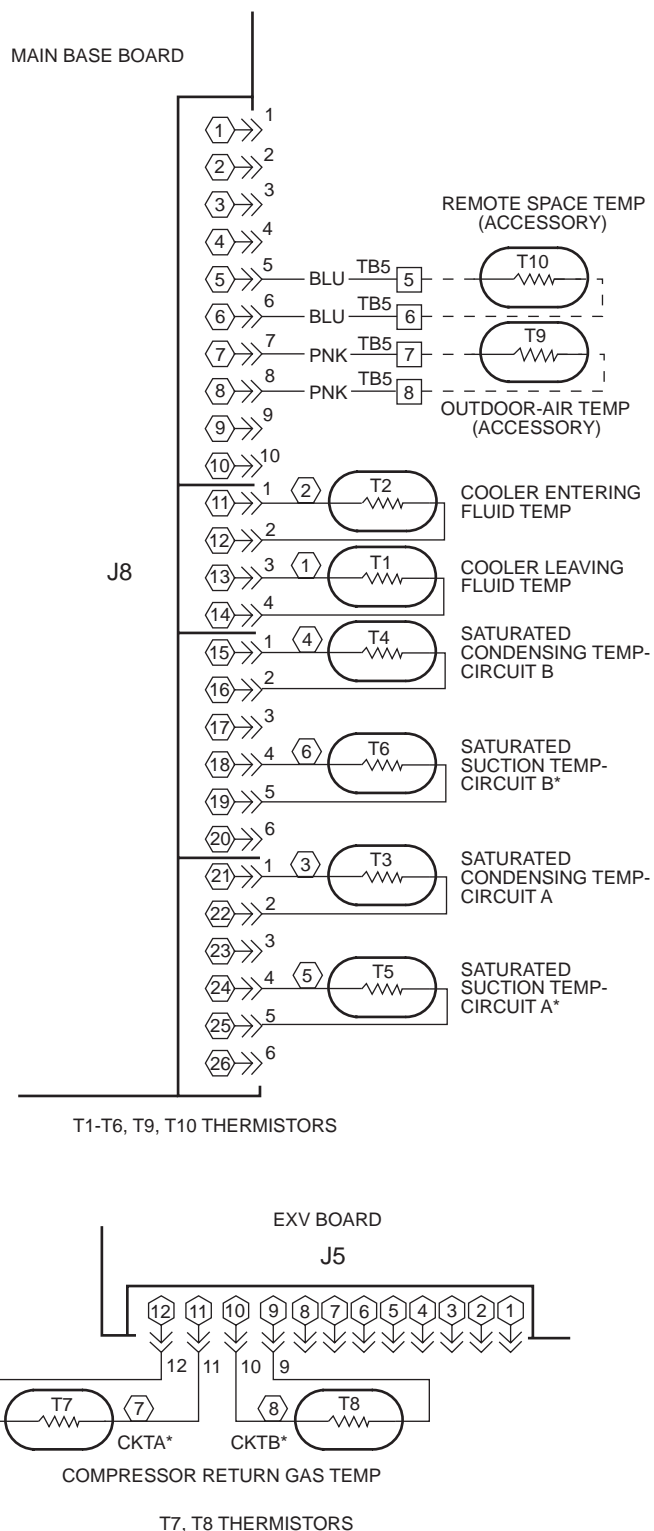 MAIN BASE BOARD
J8
1 1
2 2
3 3
4 4
5 5 BLU TB5 5
6 6 BLU TB5 6
7 7 PNK TB5 7
8 8 PNK TB5 8
9 9
10 10
REMOTE SPACE TEMP
(ACCESSORY)
T10
T9
OUTDOOR-AIR TEMP
(ACCESSORY)
11 1 2 T2
12 2
COOLER ENTERING
FLUID TEMP
13 3 1 T1
14 4
COOLER LEAVING
FLUID TEMP
15 1 4 T4
16 2
SATURATED
CONDENSING TEMP-
CIRCUIT B
17 3
18 4 6 T6
19 5
SATURATED
SUCTION TEMP-
CIRCUIT B*
20 6
21 1 3 T3
22 2
SATURATED
CONDENSING TEMP-
CIRCUIT A
23 3
24 4 5 T5
25 5
SATURATED
SUCTION TEMP-
CIRCUIT A*
26 6
T1-T6, T9, T10 THERMISTORS
EXV BOARD
J5
12 11 10 9 8 7 6 5 4 3 2 1
12 11 10 9
T7 7 8 T8
CKTA* CKTB*
COMPRESSOR RETURN GAS TEMP
T7, T8 THERMISTORS